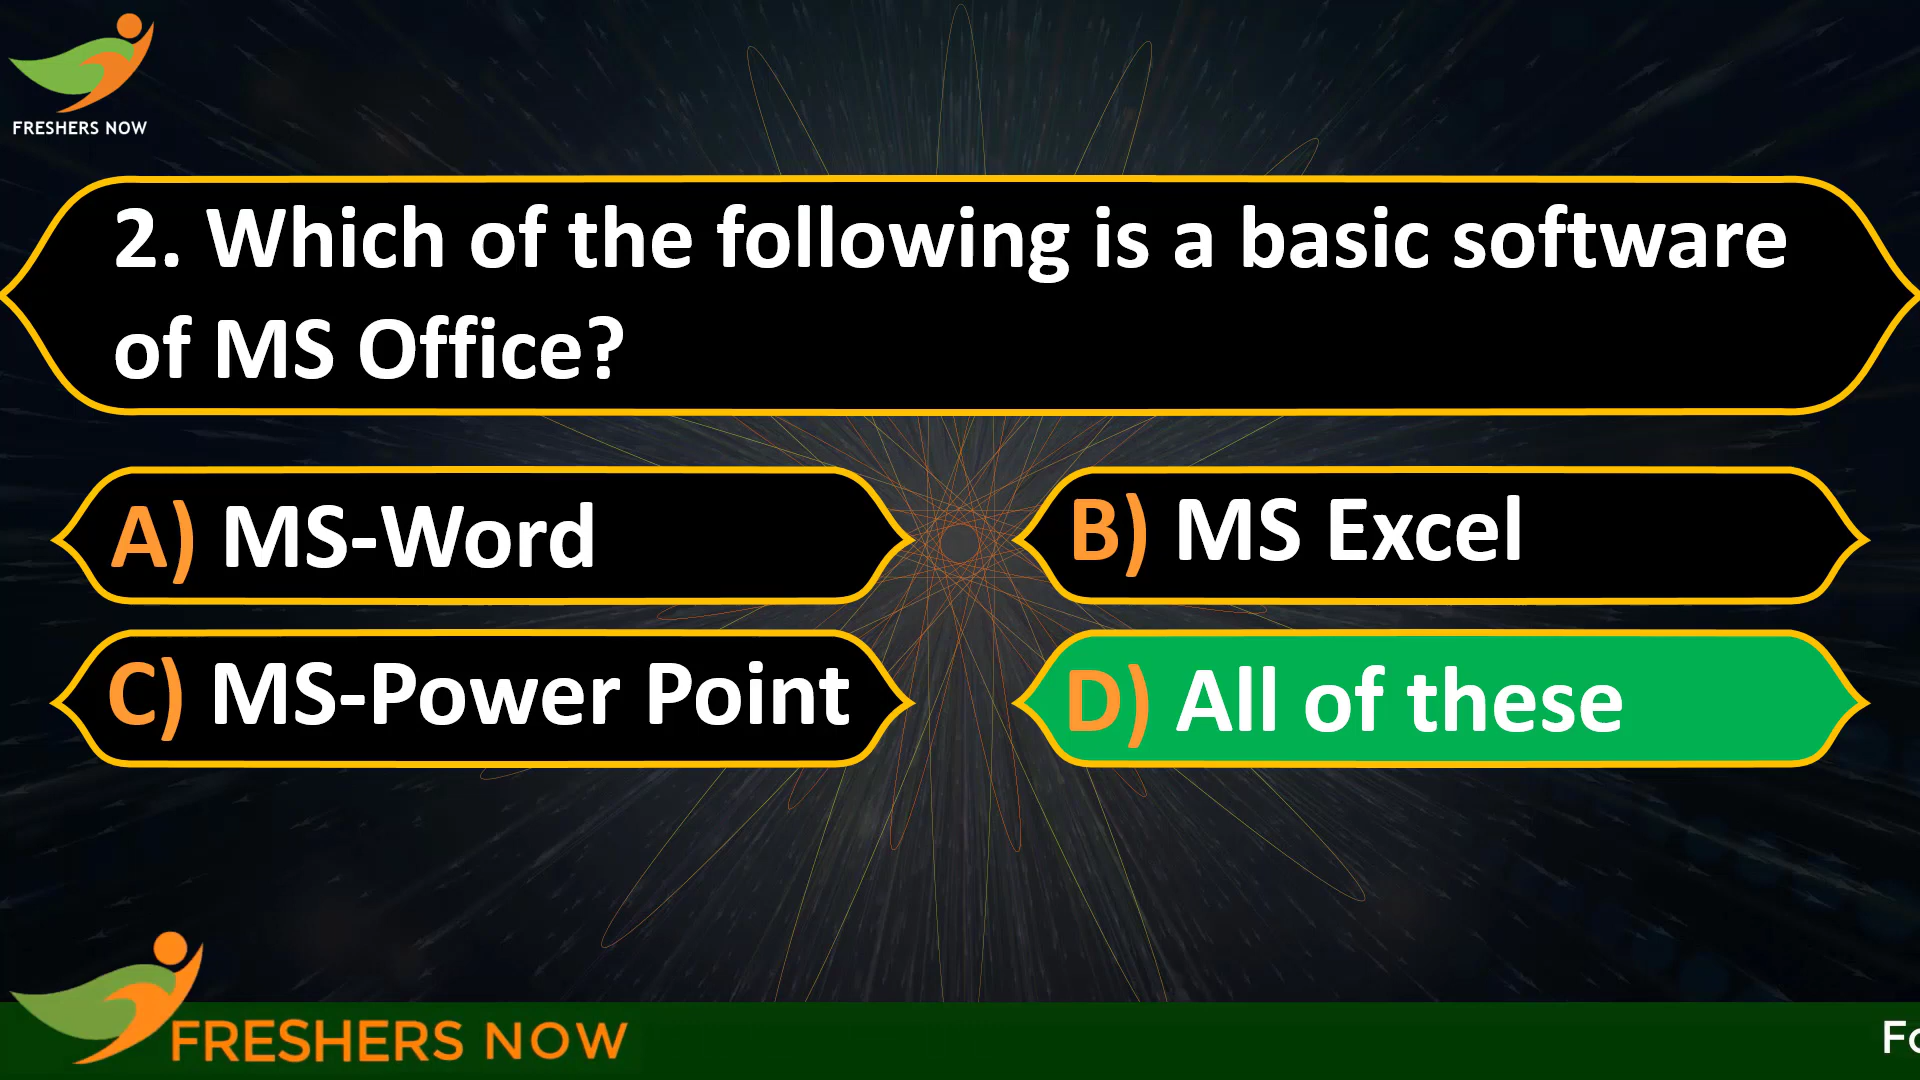 FRESHERS NOW
2. Which of the following is a basic software
of MS Office?
A) MS-Word
B) MS Excel
C) MS-Power Point
D) All of these
FRESHERS NOW
Fo